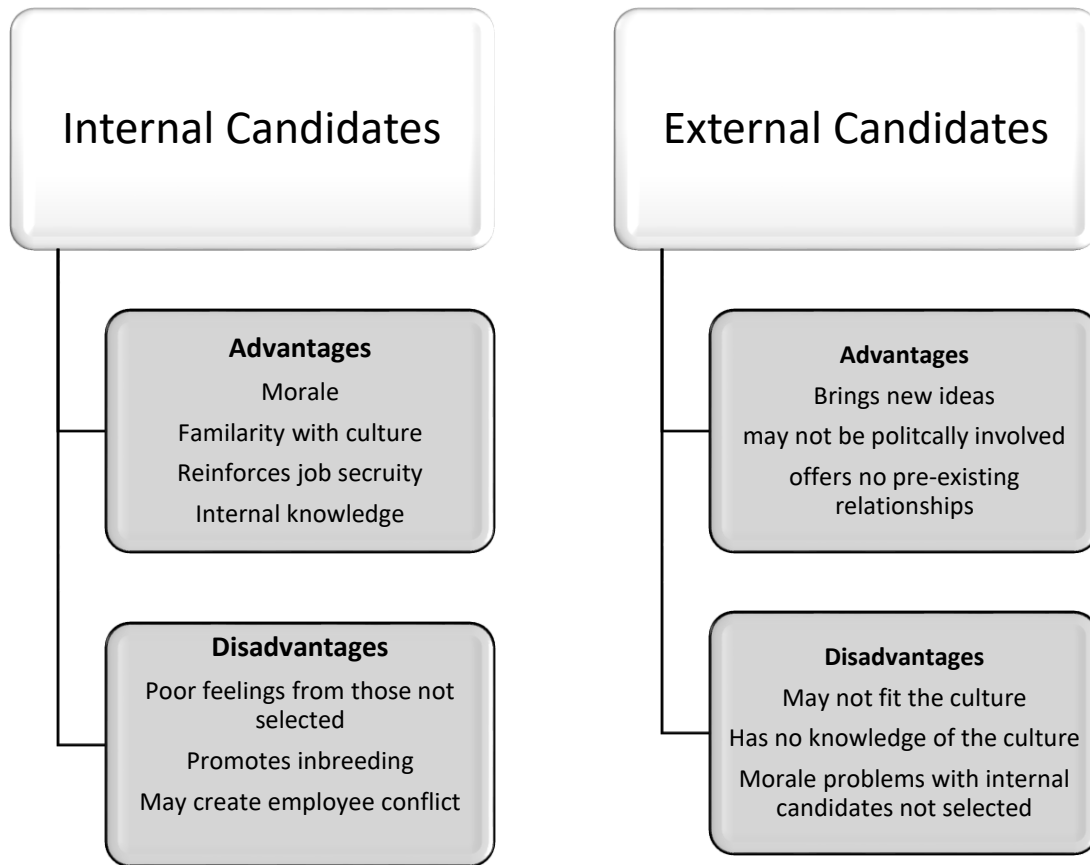 Internal Candidates
Advantages
Morale
Familarity with culture
Reinforces job secruity
Internal knowledge
Disadvantages
Poor feelings from those not
selected
Promotes inbreeding
May create employee conflict
External Candidates
Advantages
Brings new ideas
may not be politcally involved
offers no pre-existing
relationships
Disadvantages
May not fit the culture
Has no knowledge of the culture
Morale problems with internal
candidates not selected